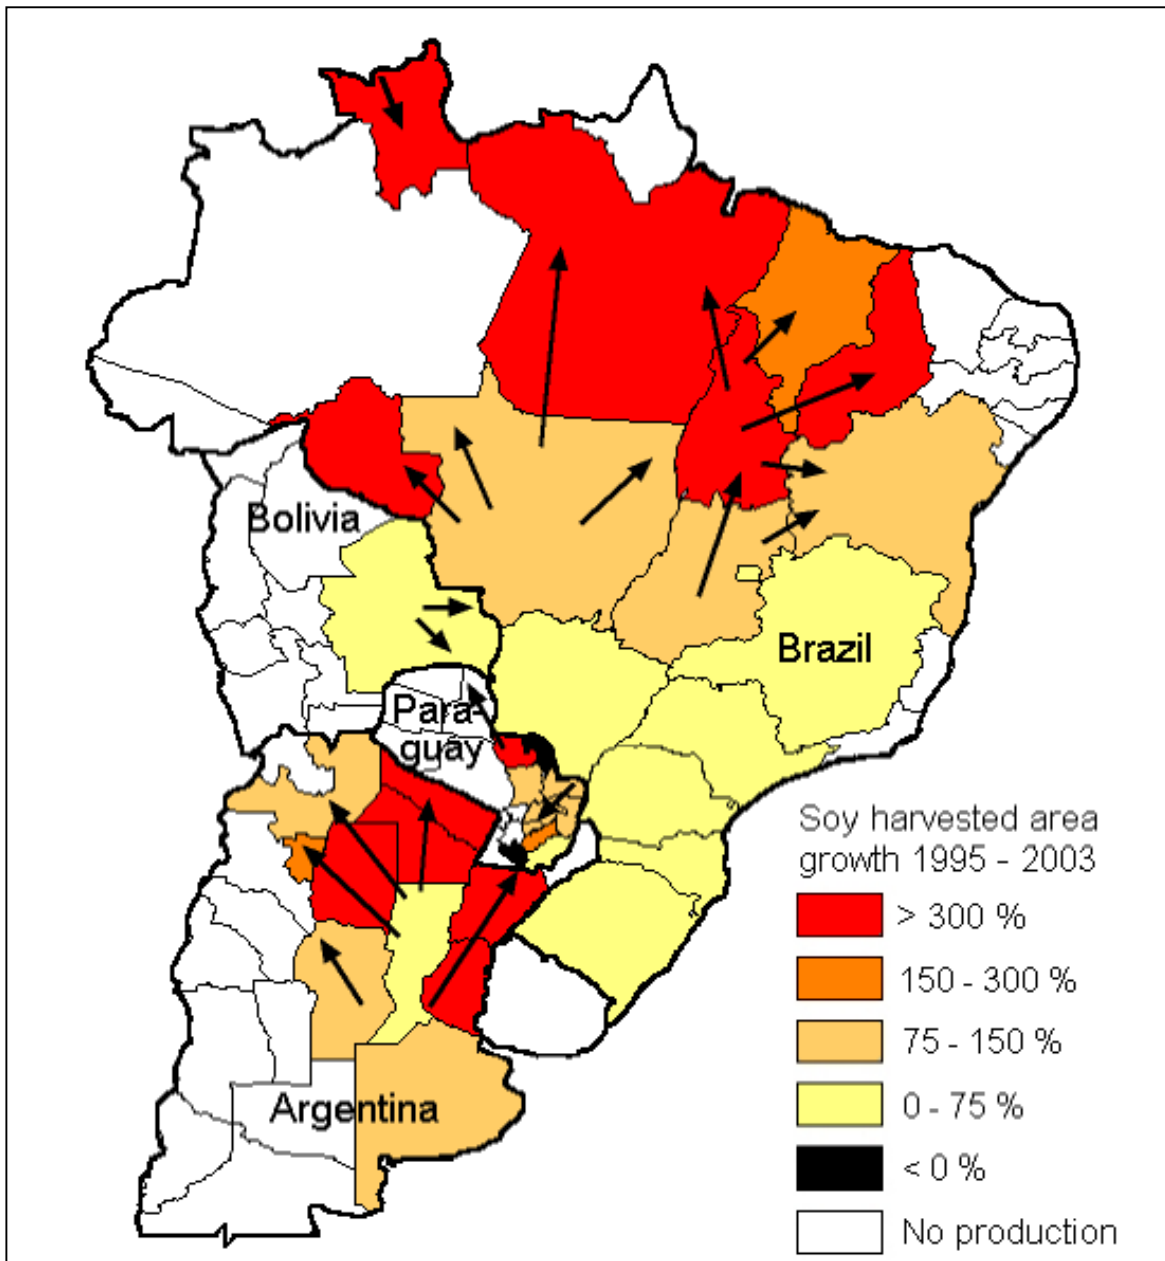 Bolivia
Brazil
Para-
guay
Argentina
Soy harvested area
growth 1995 - 2003
> 300 %
150 - 300 %
75 - 150 %
0 - 75 %
< 0 %
No production